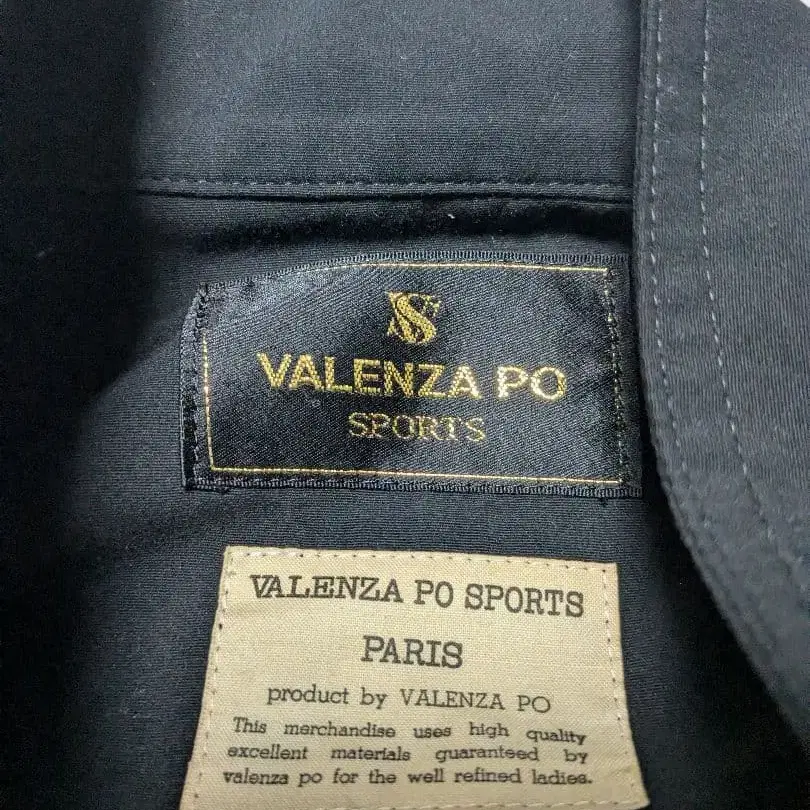 VALENZA PO
SPORTS
VALENZA PO SPORTS
PARIS
product by VALENZA PO
This merchandise uses high quality
excellent materials guaranteed by
valenza po for the well refined ladies.